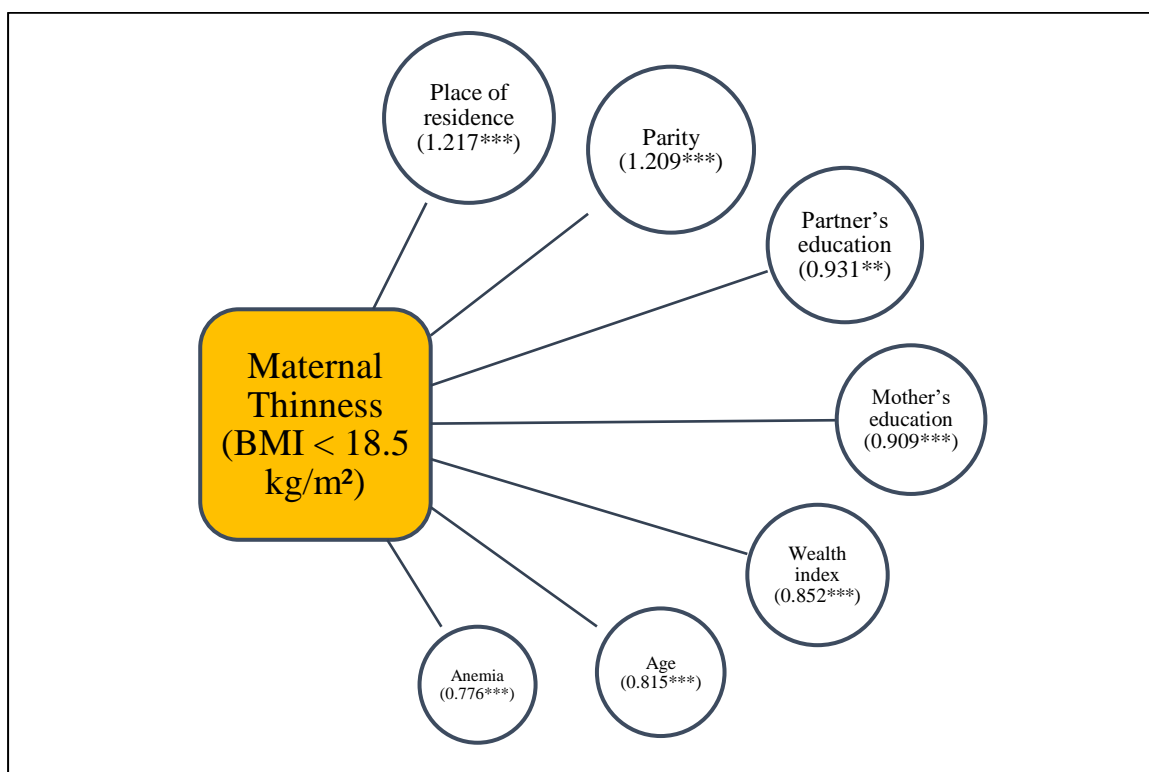 Place of
residence
(1.217***)
Parity
(1.209***)
Partner’s
education
(0.931**)
Maternal
Thinness
(BMI < 18.5
kg/m²)
Mother’s
education
(0.909***)
Wealth
index
(0.852***)
Age
(0.815***)
Anemia
(0.776***)